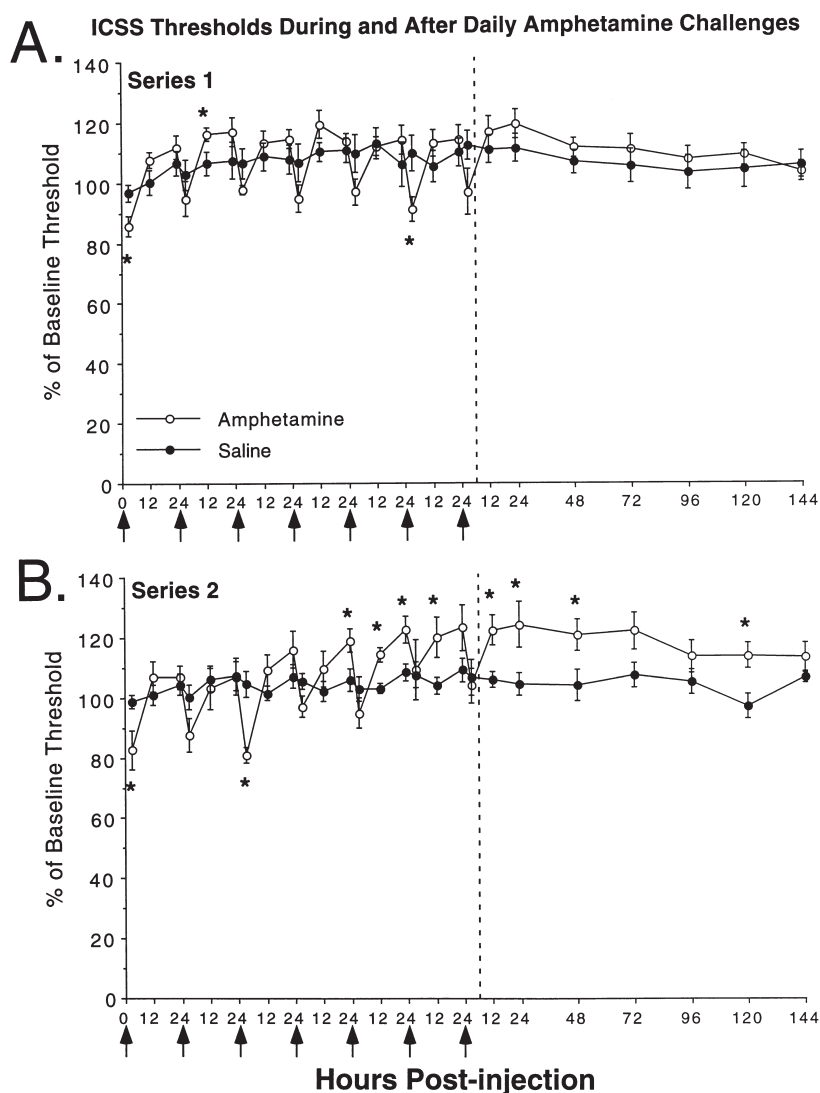 ICSS Thresholds During and After Daily Amphetamine Challenges
A.
Series 1
140
120
100
80
60
40
20
0
% of Baseline Threshold
*
*
*
Amphetamine
Saline
0 12 24 12 24 12 24 12 24 12 24 12 24 12 24 48 72 96 120 144
B.
Series 2
140
120
100
80
60
40
20
0
% of Baseline Threshold
* * * * * * * *
* *
0 12 24 12 24 12 24 12 24 12 24 12 24 12 24 48 72 96 120 144
Hours Post-injection